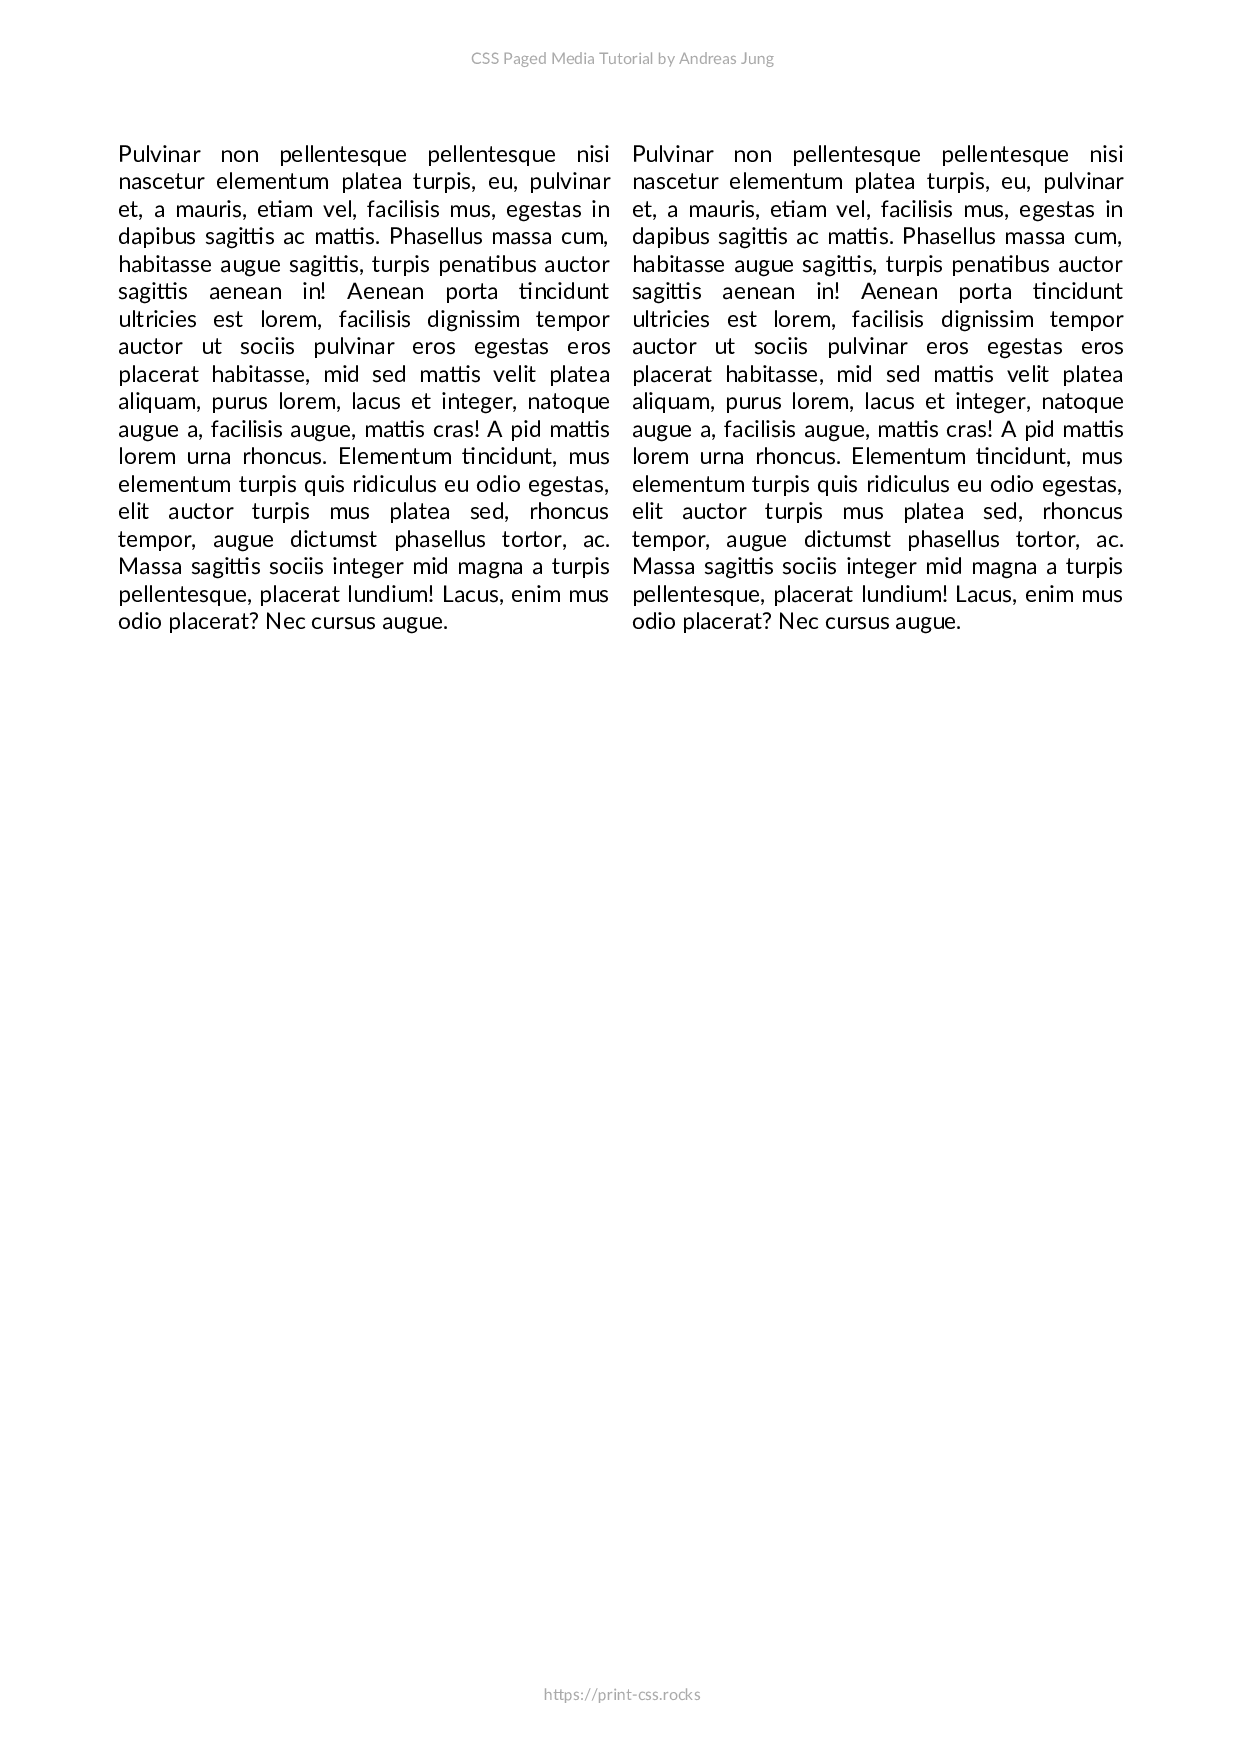 CSS Paged Media Tutorial by Andreas Jung
Pulvinar non pellentesque pellentesque nisi
nascetur elementum platea turpis, eu, pulvinar
et, a mauris, etiam vel, facilisis mus, egestas in
dapibus sagittis ac mattis. Phasellus massa cum,
habitasse augue sagittis, turpis penatibus auctor
sagittis aenean in! Aenean porta tincidunt
ultricies est lorem, facilisis dignissim tempor
auctor ut sociis pulvinar eros egestas eros
placerat habitasse, mid sed mattis velit platea
aliquam, purus lorem, lacus et integer, natoque
augue a, facilisis augue, mattis cras! A pid mattis
lorem urna rhoncus. Elementum tincidunt, mus
elementum turpis quis ridiculus eu odio egestas,
elit auctor turpis mus platea sed, rhoncus
tempor, augue dictumst phasellus tortor, ac.
Massa sagittis sociis integer mid magna a turpis
pellentesque, placerat lundium! Lacus, enim mus
odio placerat? Nec cursus augue.
Pulvinar non pellentesque pellentesque nisi
nascetur elementum platea turpis, eu, pulvinar
et, a mauris, etiam vel, facilisis mus, egestas in
dapibus sagittis ac mattis. Phasellus massa cum,
habitasse augue sagittis, turpis penatibus auctor
sagittis aenean in! Aenean porta tincidunt
ultricies est lorem, facilisis dignissim tempor
auctor ut sociis pulvinar eros egestas eros
placerat habitasse, mid sed mattis velit platea
aliquam, purus lorem, lacus et integer, natoque
augue a, facilisis augue, mattis cras! A pid mattis
lorem urna rhoncus. Elementum tincidunt, mus
elementum turpis quis ridiculus eu odio egestas,
elit auctor turpis mus platea sed, rhoncus
tempor, augue dictumst phasellus tortor, ac.
Massa sagittis sociis integer mid magna a turpis
pellentesque, placerat lundium! Lacus, enim mus
odio placerat? Nec cursus augue.
https://print-css.rocks